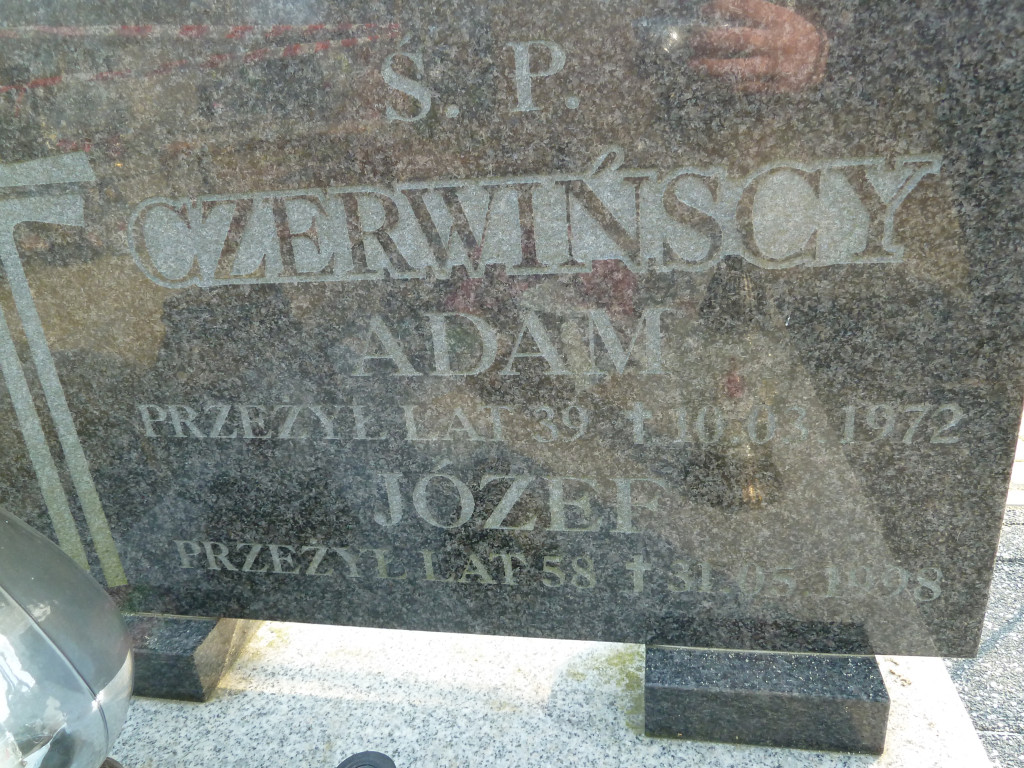 Ś. P.
CZERWIŃSCY
ADAM
PRZEŻYŁ LAT 39 ✝ 10.03.1972
JÓZEF
PRZEŻYŁ LAT 58 ✝ 31.05.1998